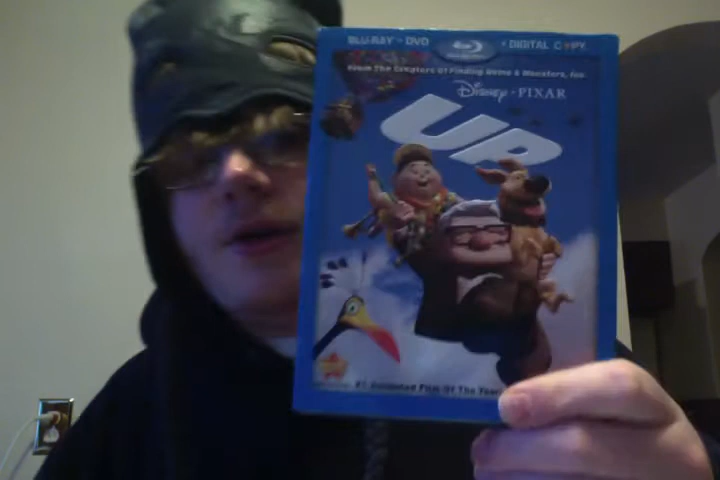 BLU-RAY + DVD + DIGITAL COPY
From The Creators Of Finding Nemo & Monsters, Inc.
Disney · PIXAR
UP
#1 Animated Film Of The Year!